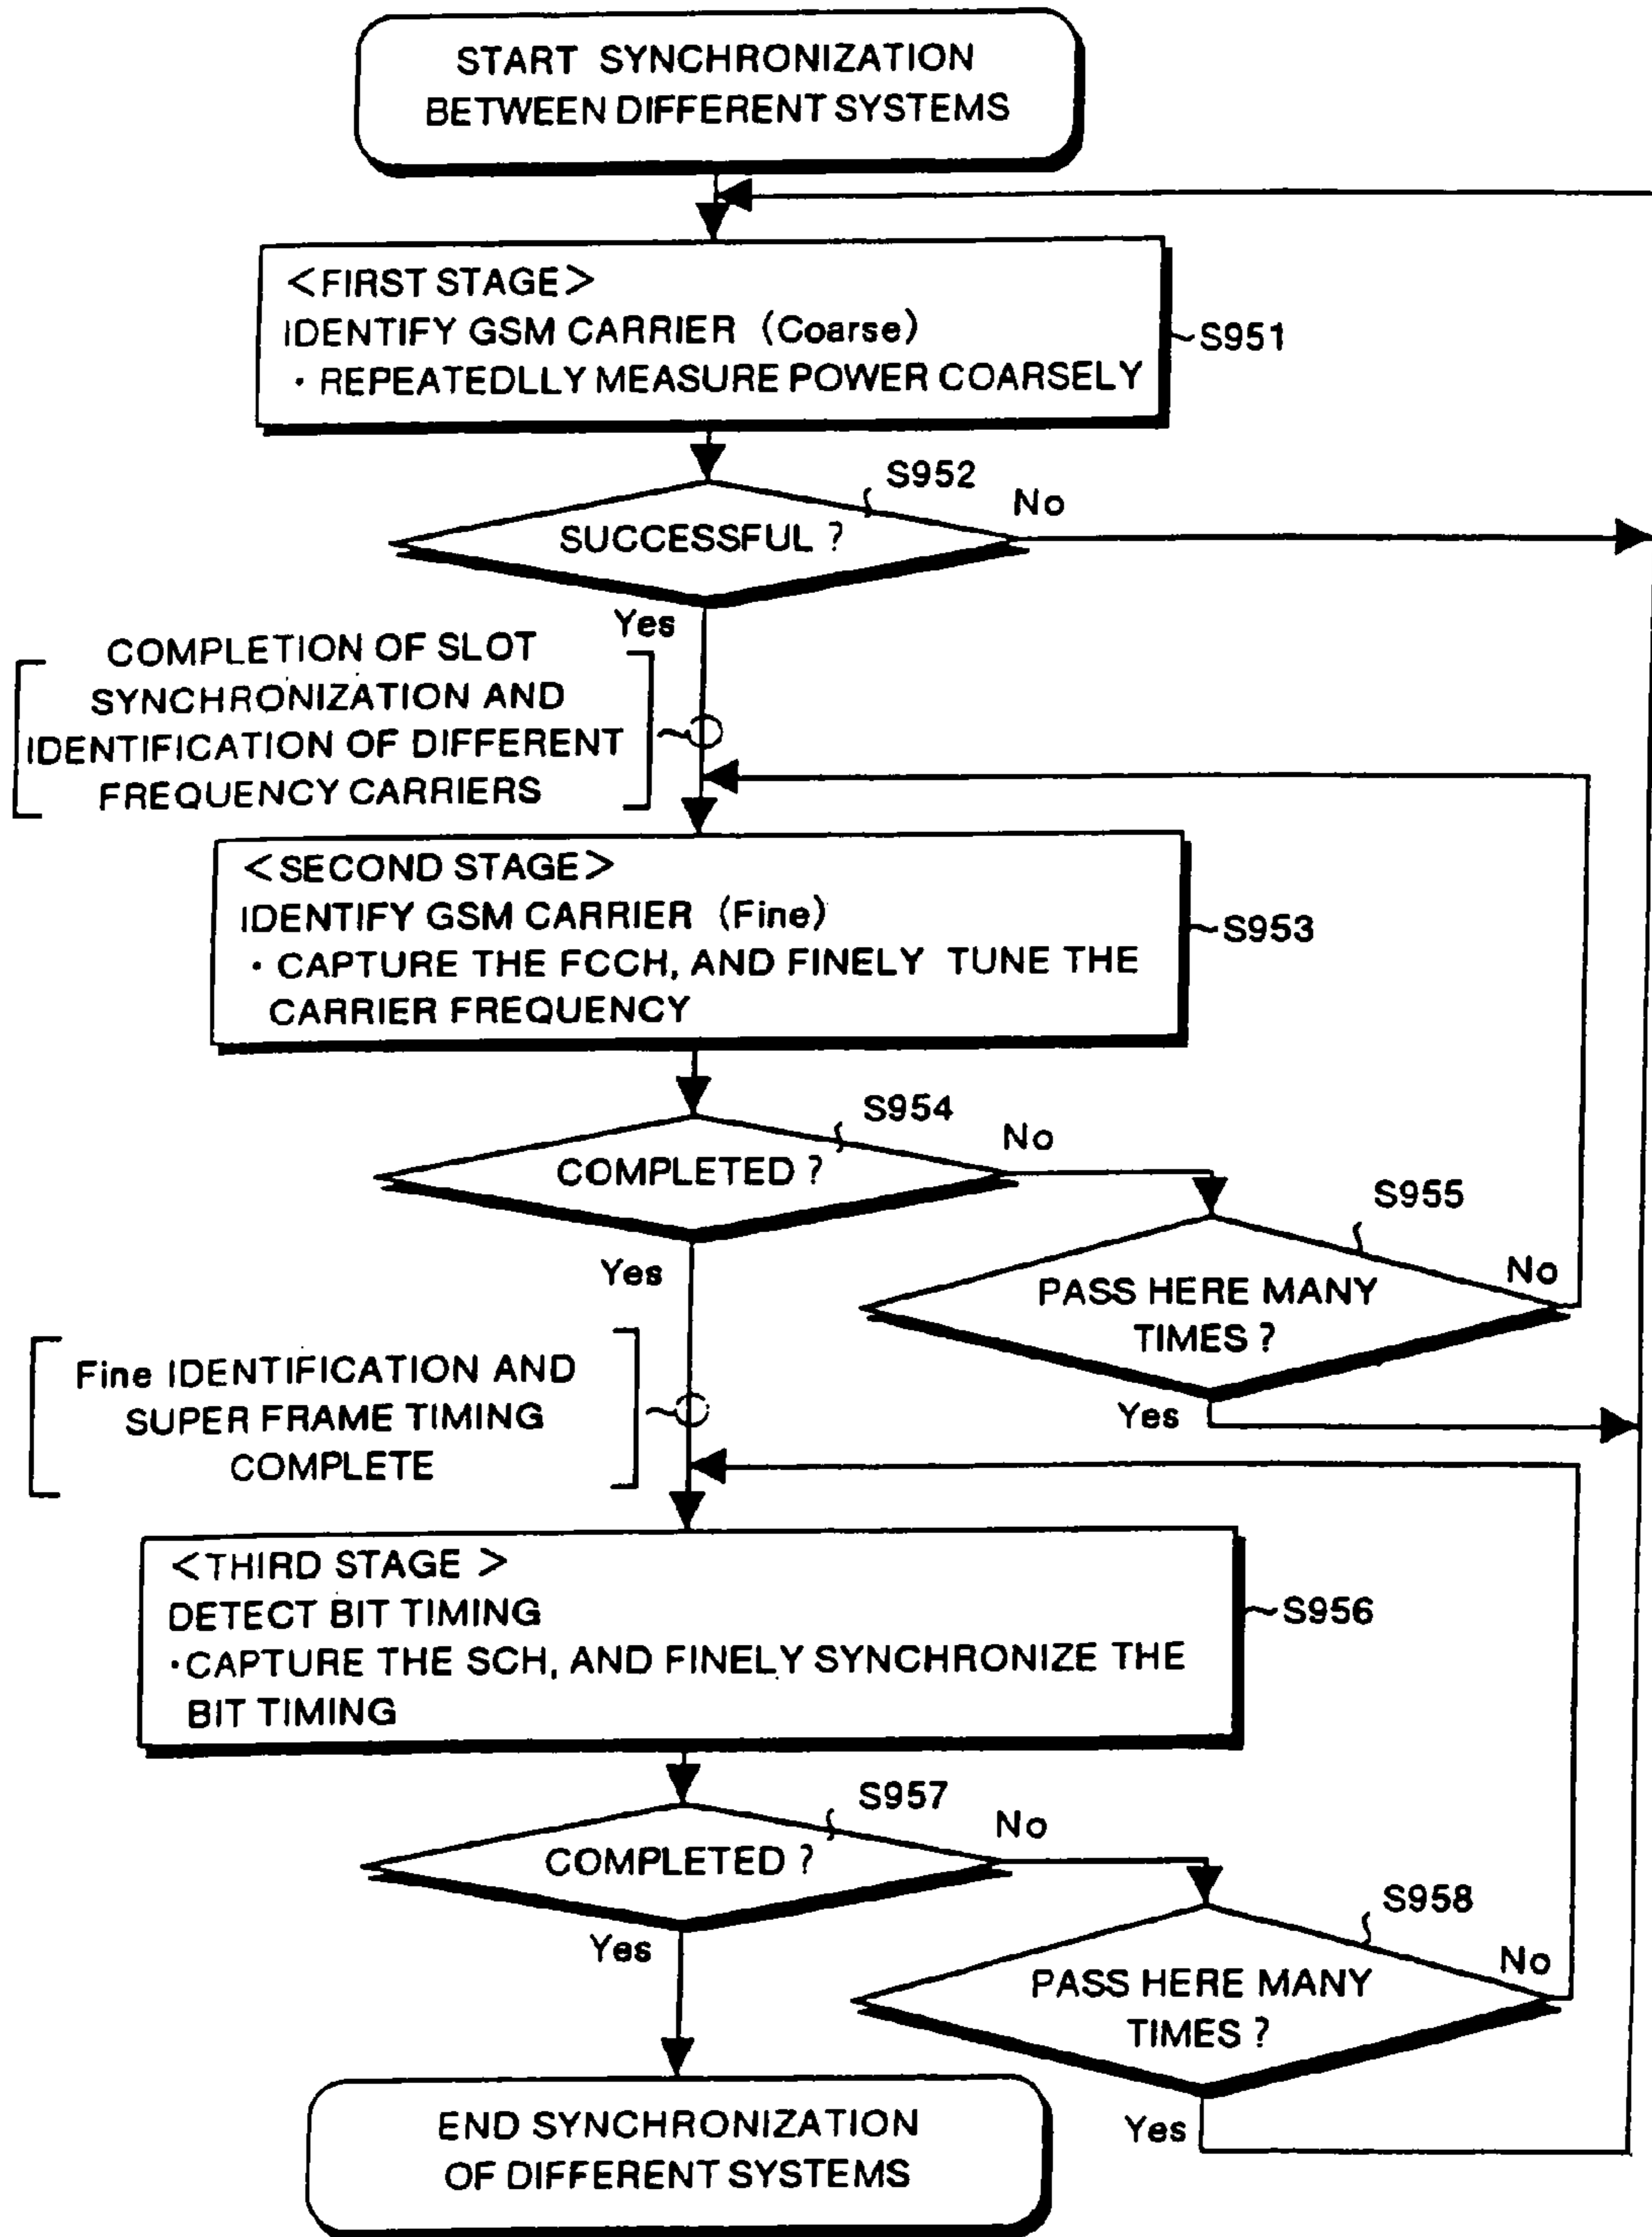 START SYNCHRONIZATION
BETWEEN DIFFERENT SYSTEMS
<FIRST STAGE>
IDENTIFY GSM CARRIER (Coarse)
・REPEATEDLLY MEASURE POWER COARSELY
S951
S952
SUCCESSFUL ?
No
Yes
COMPLETION OF SLOT
SYNCHRONIZATION AND
IDENTIFICATION OF DIFFERENT
FREQUENCY CARRIERS
<SECOND STAGE>
IDENTIFY GSM CARRIER (Fine)
・CAPTURE THE FCCH, AND FINELY TUNE THE
CARRIER FREQUENCY
S953
S954
COMPLETED ?
No
Yes
S955
PASS HERE MANY
TIMES ?
No
Yes
Fine IDENTIFICATION AND
SUPER FRAME TIMING
COMPLETE
<THIRD STAGE >
DETECT BIT TIMING
・CAPTURE THE SCH, AND FINELY SYNCHRONIZE THE
BIT TIMING
S956
S957
COMPLETED ?
No
Yes
S958
PASS HERE MANY
TIMES ?
No
Yes
END SYNCHRONIZATION
OF DIFFERENT SYSTEMS